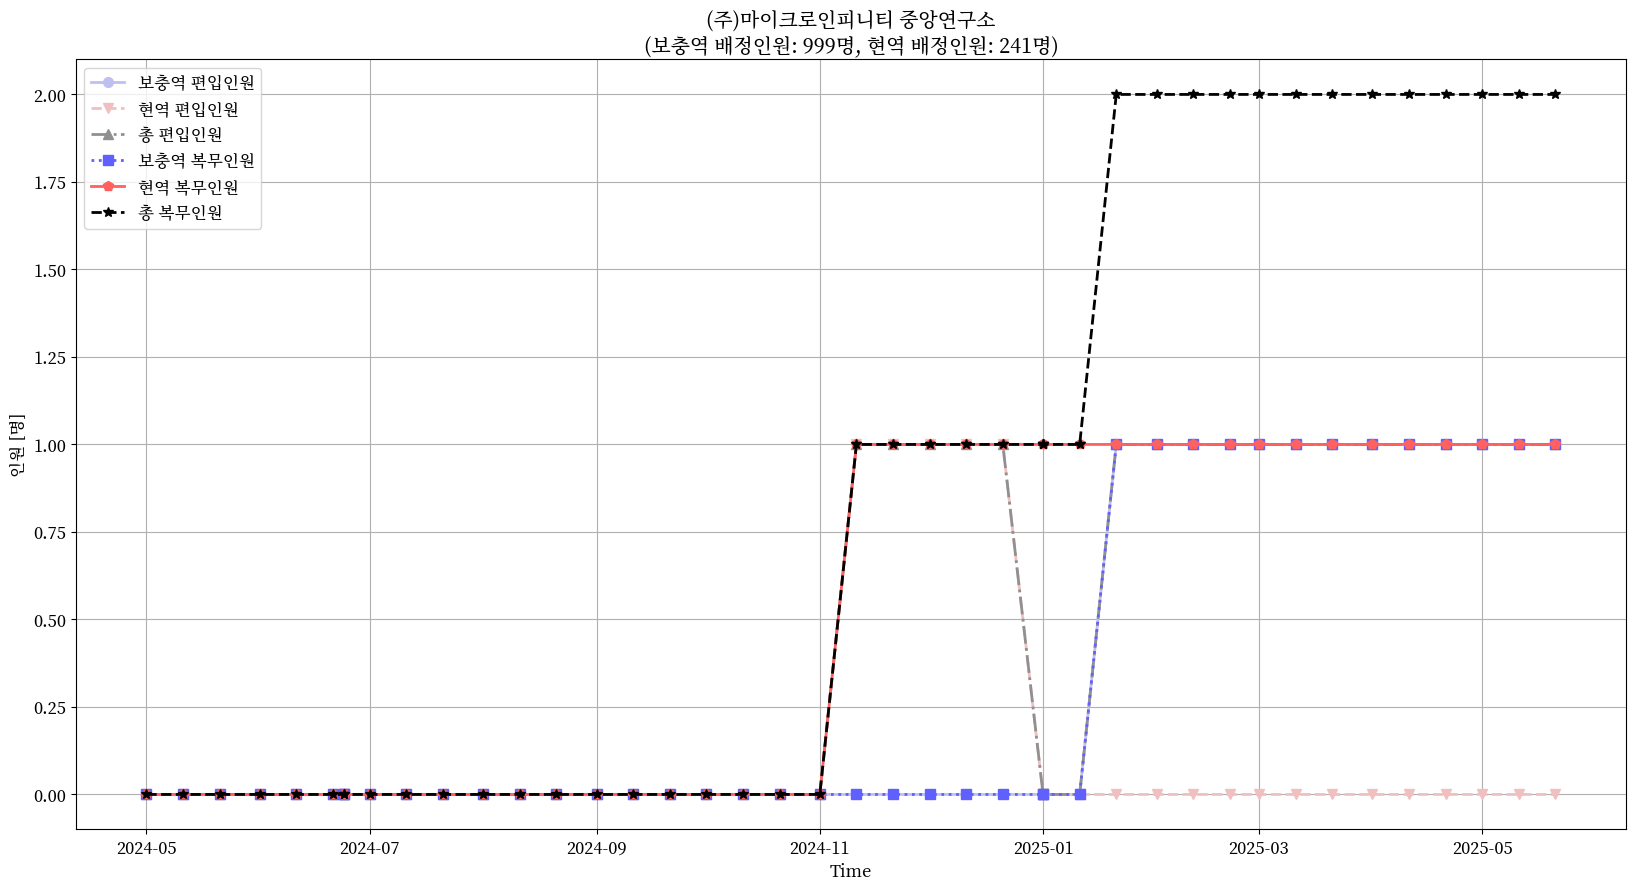 (주)마이크로인피니티 중앙연구소
(보충역 배정인원: 999명, 현역 배정인원: 241명)
보충역 편입인원
현역 편입인원
총 편입인원
보충역 복무인원
현역 복무인원
총 복무인원
2.00
1.75
1.50
1.25
1.00
0.75
0.50
0.25
0.00
인원 [명]
2024-05 2024-07 2024-09 2024-11 2025-01 2025-03 2025-05
Time